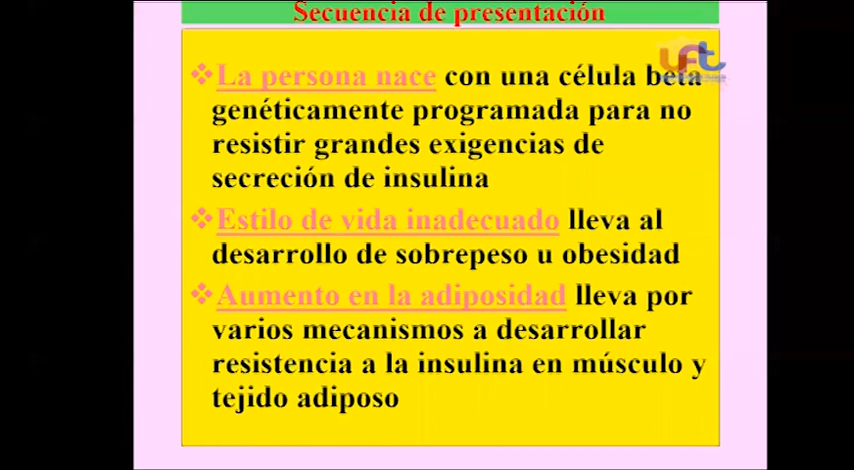 Secuencia de presentación
uft
❖La persona nace con una célula beta
genéticamente programada para no
resistir grandes exigencias de
secreción de insulina
❖Estilo de vida inadecuado lleva al
desarrollo de sobrepeso u obesidad
❖Aumento en la adiposidad lleva por
varios mecanismos a desarrollar
resistencia a la insulina en músculo y
tejido adiposo